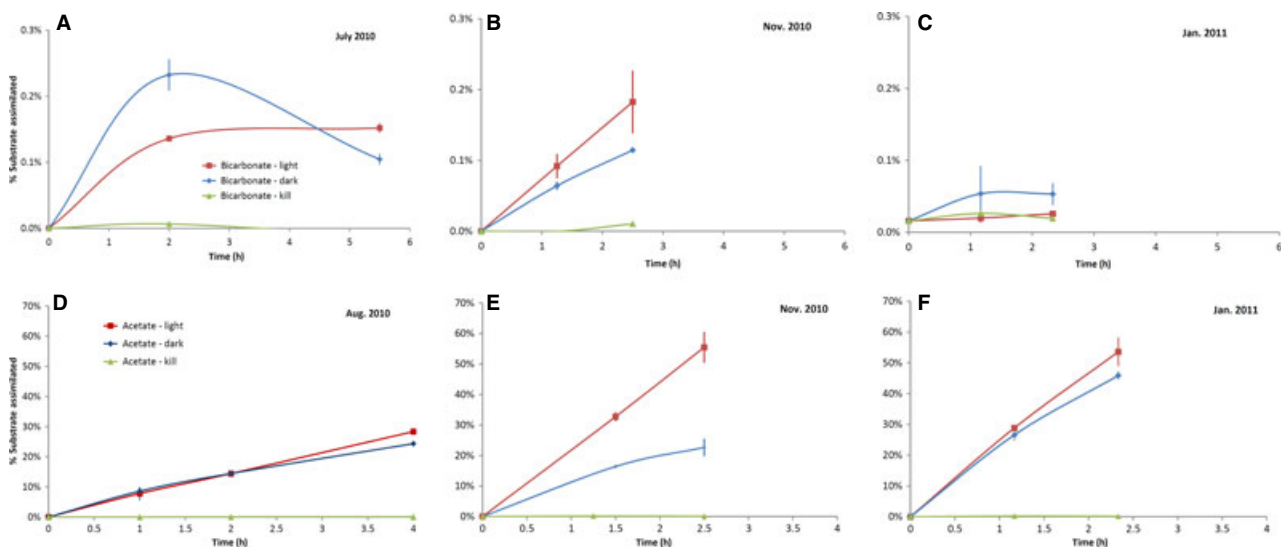 A
July 2010
0.3%
0.2%
0.1%
0.0%
% Substrate assimilated
Bicarbonate - light
Bicarbonate - dark
Bicarbonate - kill
0 1 2 3 4 5 6
Time (h)
B
Nov. 2010
0.3%
0.2%
0.1%
0.0%
0 1 2 3 4 5 6
Time (h)
C
Jan. 2011
0.3%
0.2%
0.1%
0.0%
0 1 2 3 4 5 6
Time (h)
D
Aug. 2010
70%
60%
50%
40%
30%
20%
10%
0%
% Substrate assimilated
Acetate - light
Acetate - dark
Acetate - kill
0 0.5 1 1.5 2 2.5 3 3.5 4
Time (h)
E
Nov. 2010
70%
60%
50%
40%
30%
20%
10%
0%
0 0.5 1 1.5 2 2.5 3 3.5 4
Time (h)
F
Jan. 2011
70%
60%
50%
40%
30%
20%
10%
0%
0 0.5 1 1.5 2 2.5 3 3.5 4
Time (h)